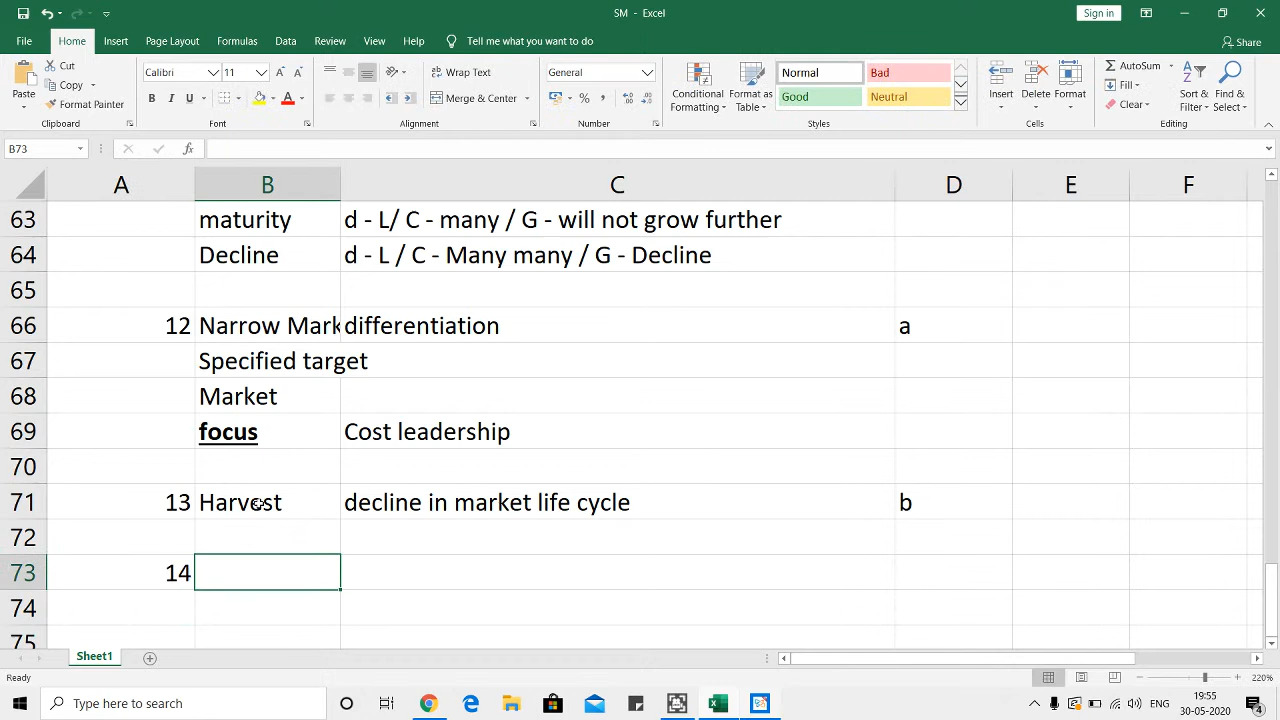 SM - Excel
Sign in
File Home Insert Page Layout Formulas Data Review View Help Tell me what you want to do Share
Paste Cut Copy Format Painter Clipboard
Calibri 11 B I U Font
Wrap Text Merge & Center Alignment
General % , Number
Conditional Formatting Format as Table Normal Bad Good Neutral Styles
Insert Delete Format Cells
AutoSum Fill Clear Sort & Filter Find & Select Editing
B73 fx
A B C D E F
63 maturity d - L/ C - many / G - will not grow further
64 Decline d - L / C - Many many / G - Decline
65
66 12 Narrow Mark differentiation a
67 Specified target
68 Market
69 focus Cost leadership
70
71 13 Harvest decline in market life cycle b
72
73 14
74
75
Sheet1
Ready 220%
Type here to search ENG 19:55 30-05-2020 4